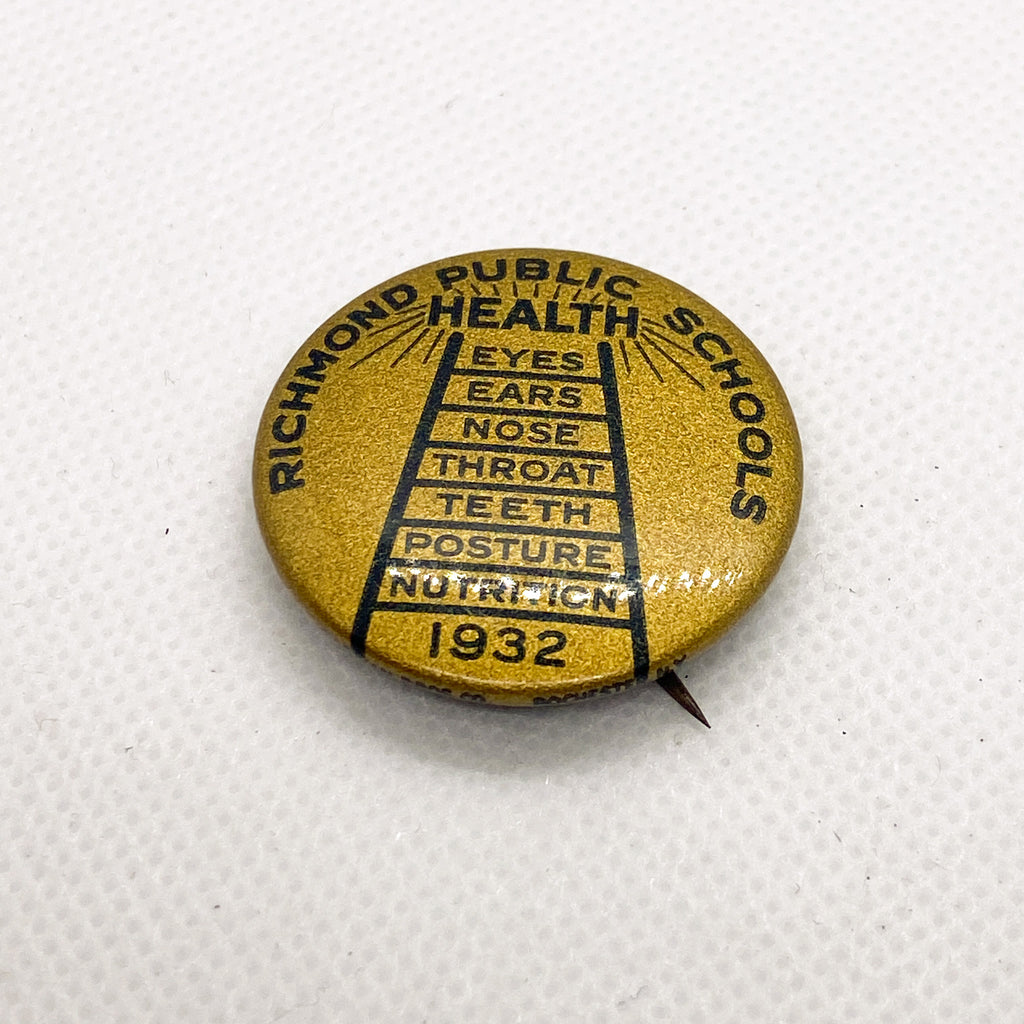 RICHMOND PUBLIC SCHOOLS
HEALTH
EYES
EARS
NOSE
THROAT
TEETH
POSTURE
NUTRITION
1932